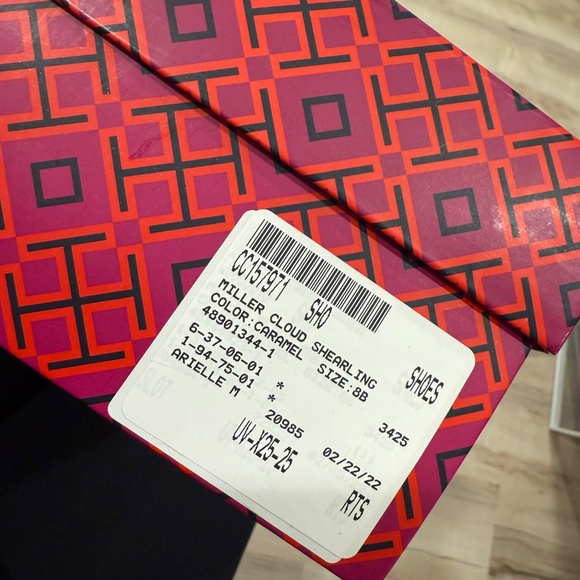 CC157971 SHO SHOES
MILLER CLOUD SHEARLING
COLOR:CARAMEL SIZE:8B
48901344-1
6-37-06-01 * 3425
1-94-75-01 *
ARIELLE M 20985 02/22/22
UV-X25-25 RTS